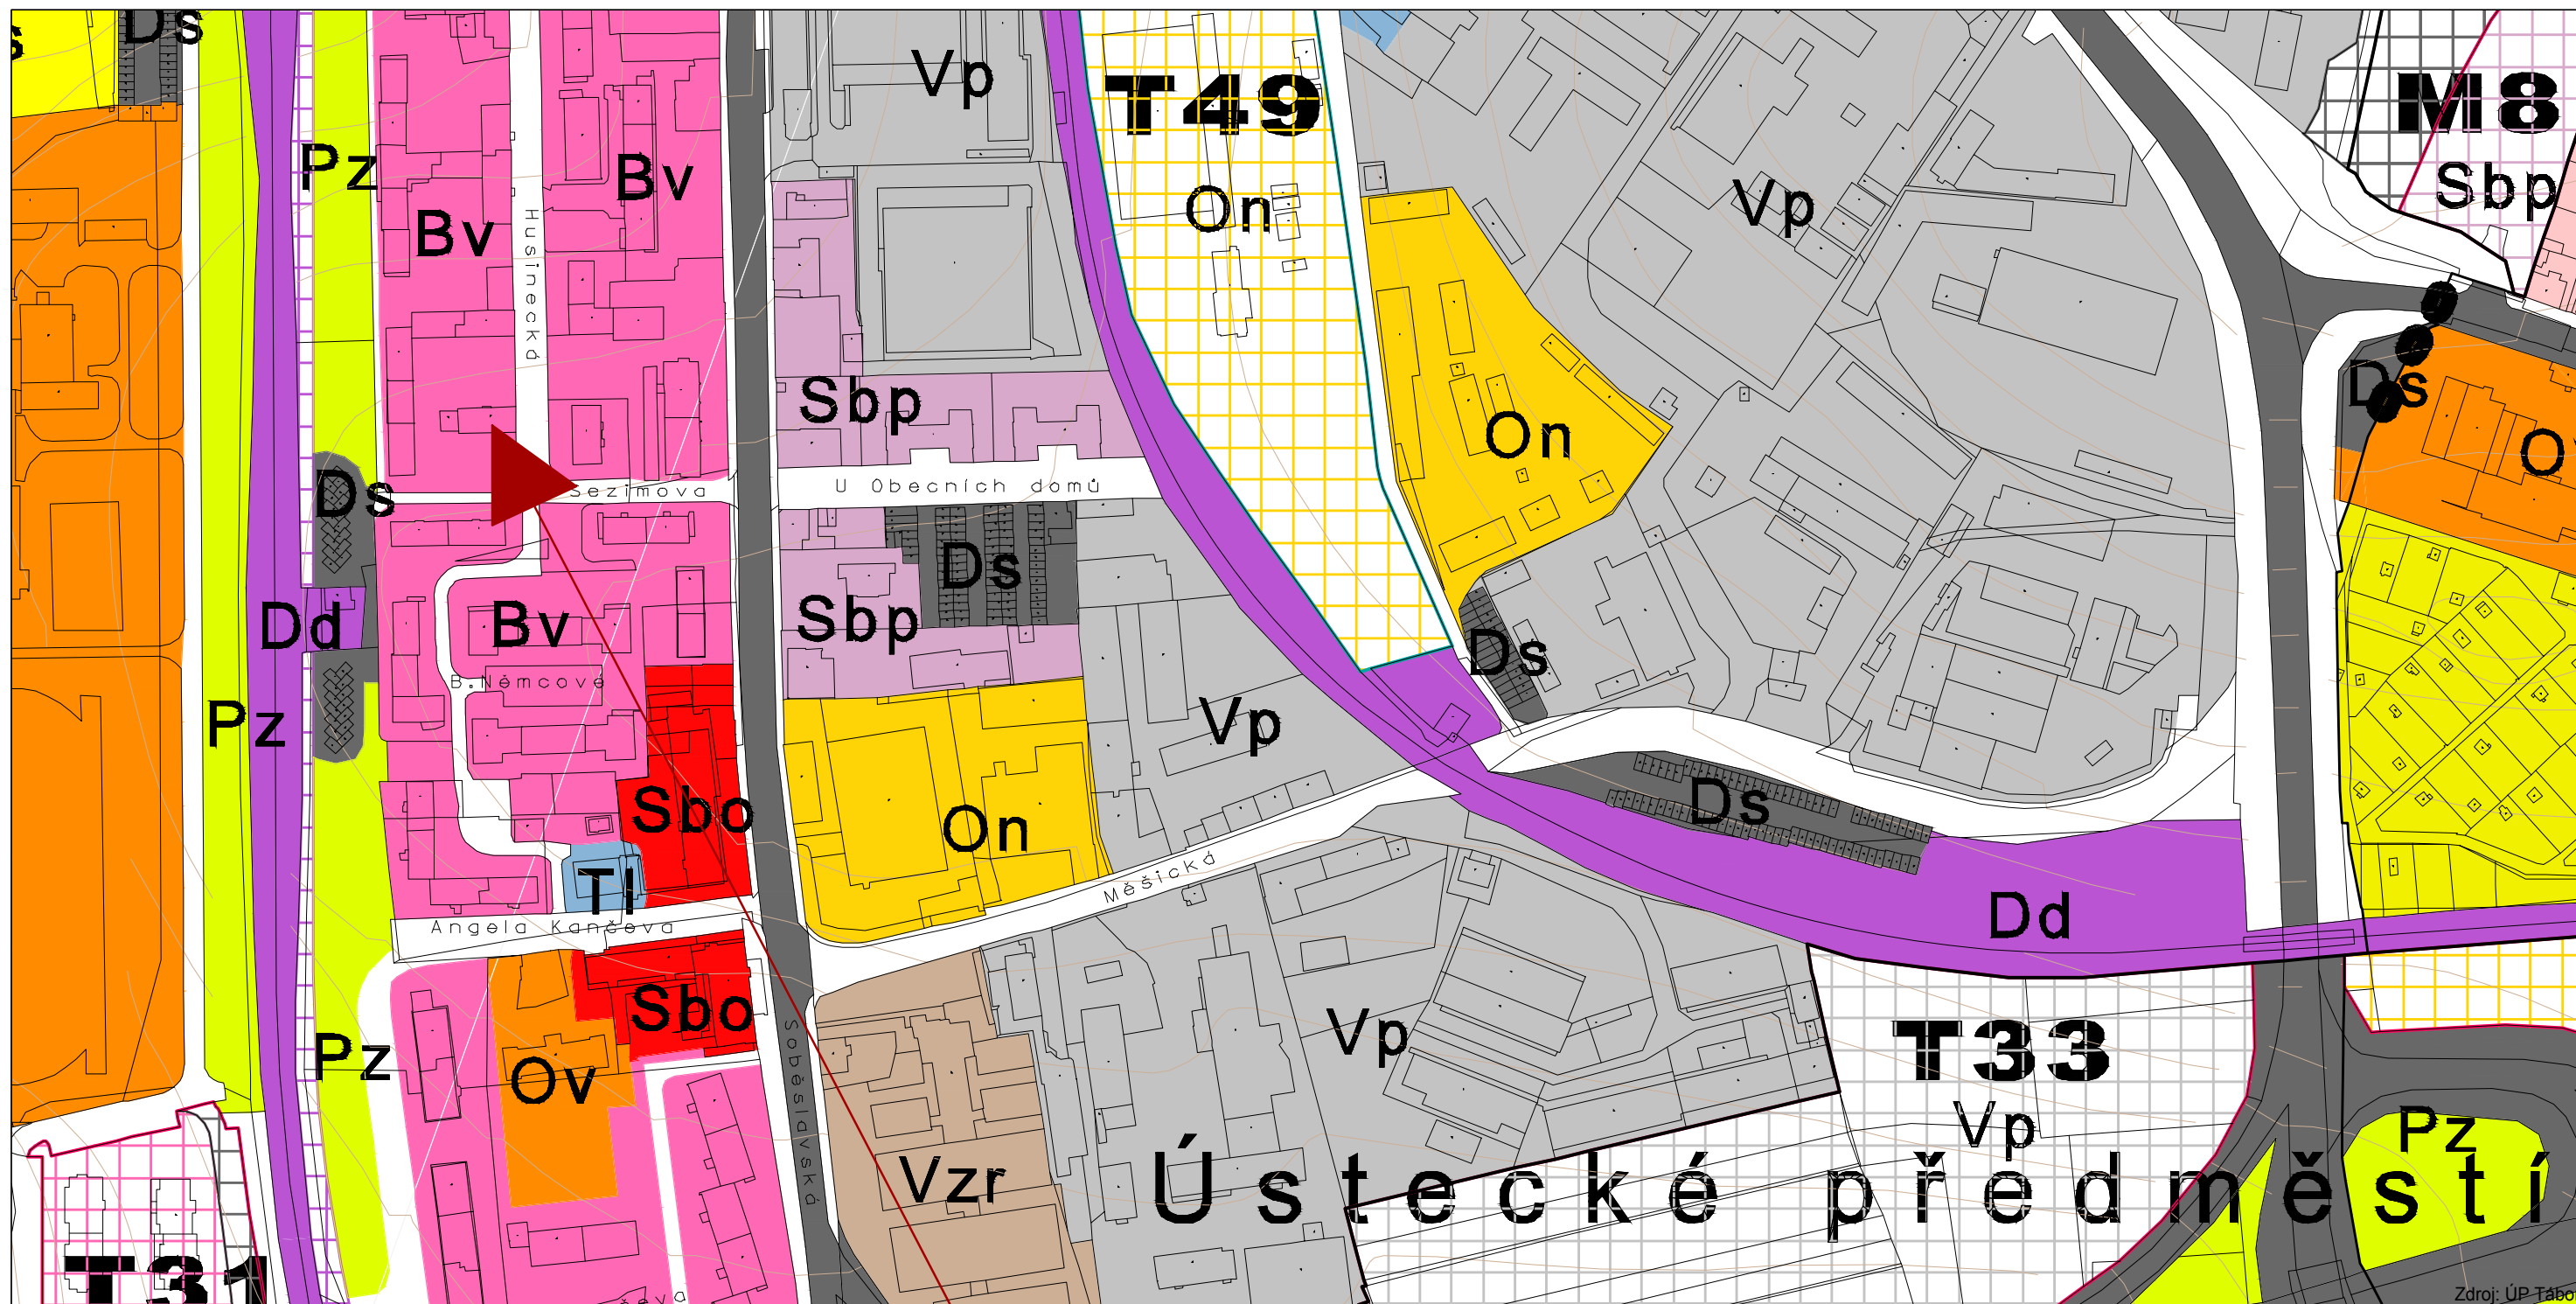 s
Ds
Vp
T49
M8
Pz
Bv
Sbp
On
Vp
Bv
Husinecká
Sbp
Ds
On
O
Ds
Sezimova
U Obecních domů
Ds
Dd
Bv
Sbp
Ds
B.Němcové
Pz
Vp
Sbo
Ds
On
Tl
Měšická
Dd
Angela Kančeva
Sbo
Vp
T33
Pz
Ov
Soběslavská
Vp
Pz
Vzr
Ústecké předměstí
T31
Zdroj: ÚP Tábo